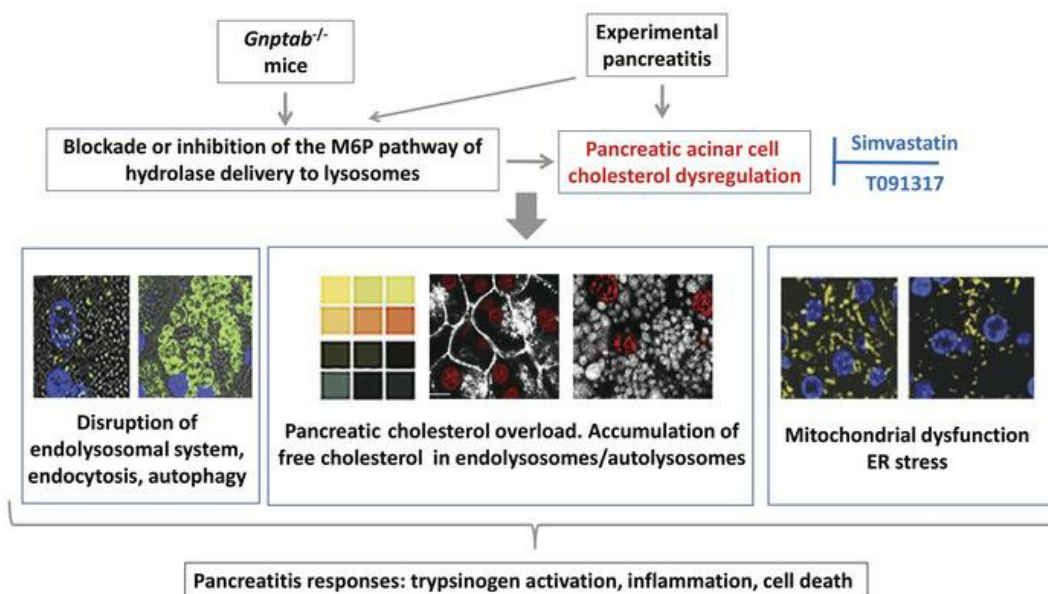 Gnptab-/-
mice
Experimental
pancreatitis
Blockade or inhibition of the M6P pathway of
hydrolase delivery to lysosomes
Pancreatic acinar cell
cholesterol dysregulation
Simvastatin
T091317
Disruption of
endolysosomal system,
endocytosis, autophagy
Pancreatic cholesterol overload. Accumulation of
free cholesterol in endolysosomes/autolysosomes
Mitochondrial dysfunction
ER stress
Pancreatitis responses: trypsinogen activation, inflammation, cell death